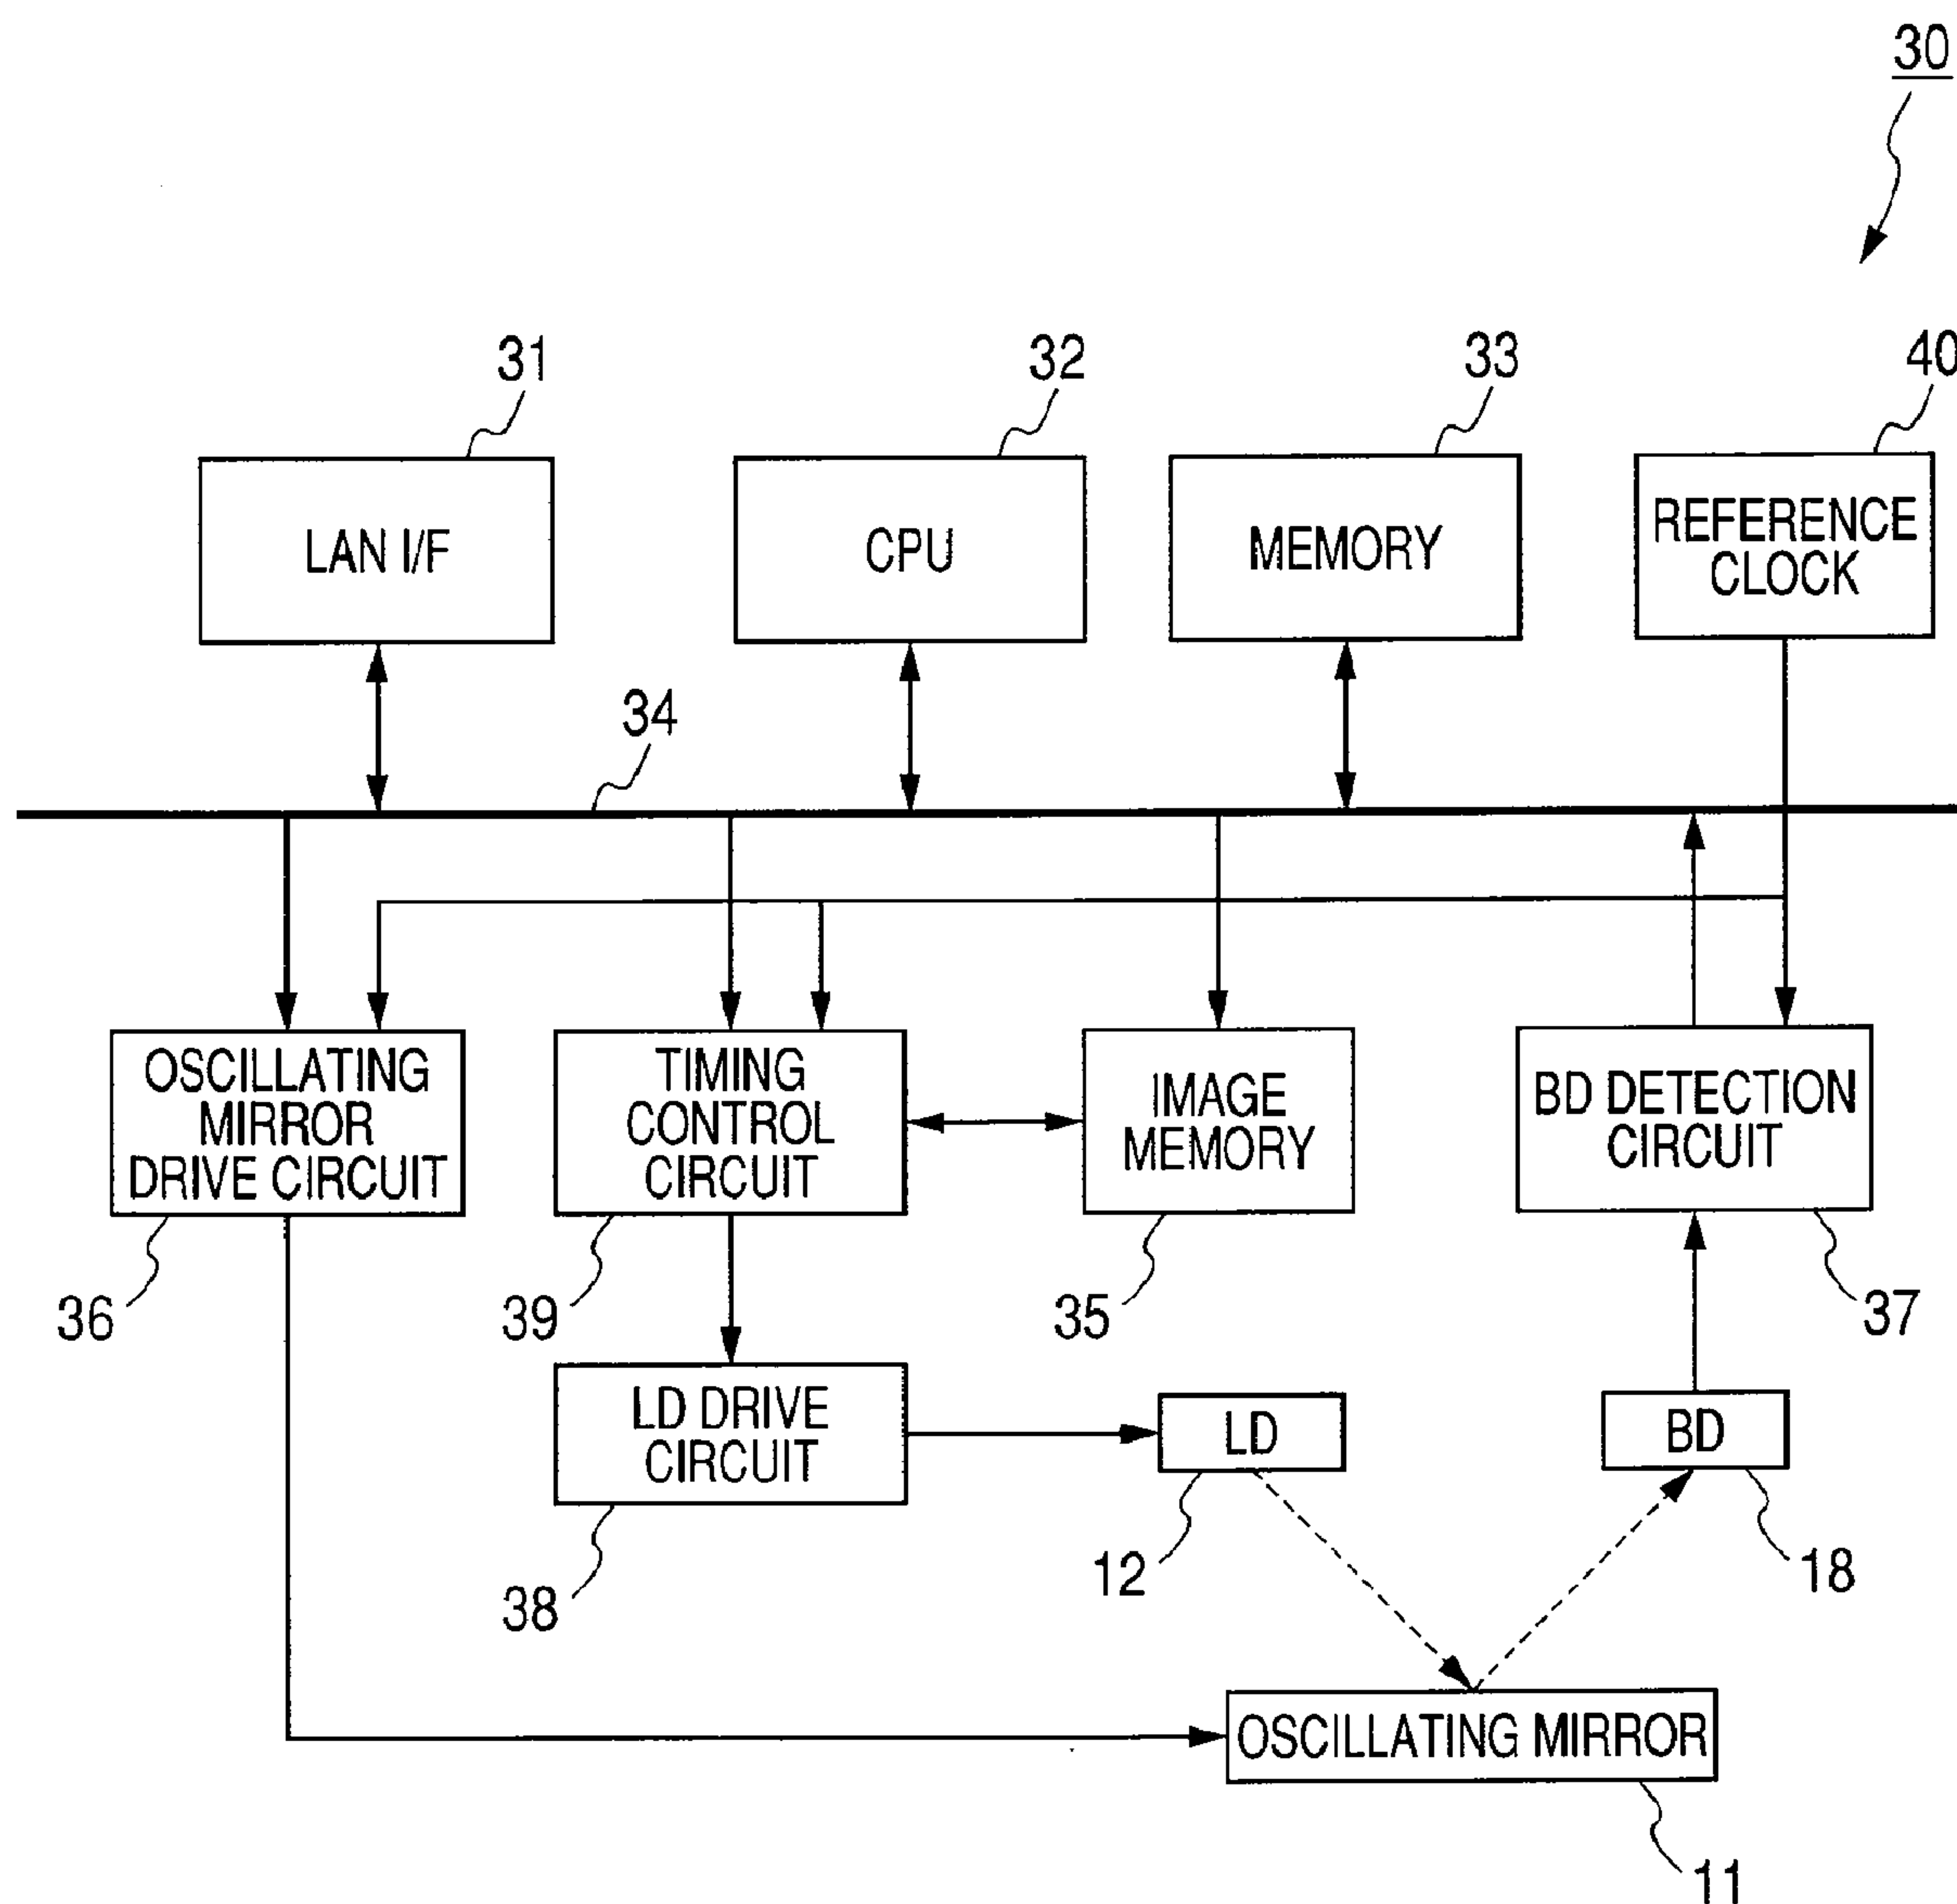 30
31
32
33
40
LAN I/F
CPU
MEMORY
REFERENCE
CLOCK
34
OSCILLATING
MIRROR
DRIVE CIRCUIT
TIMING
CONTROL
CIRCUIT
IMAGE
MEMORY
BD DETECTION
CIRCUIT
36
39
35
37
LD DRIVE
CIRCUIT
LD
BD
38
12
18
OSCILLATING MIRROR
11